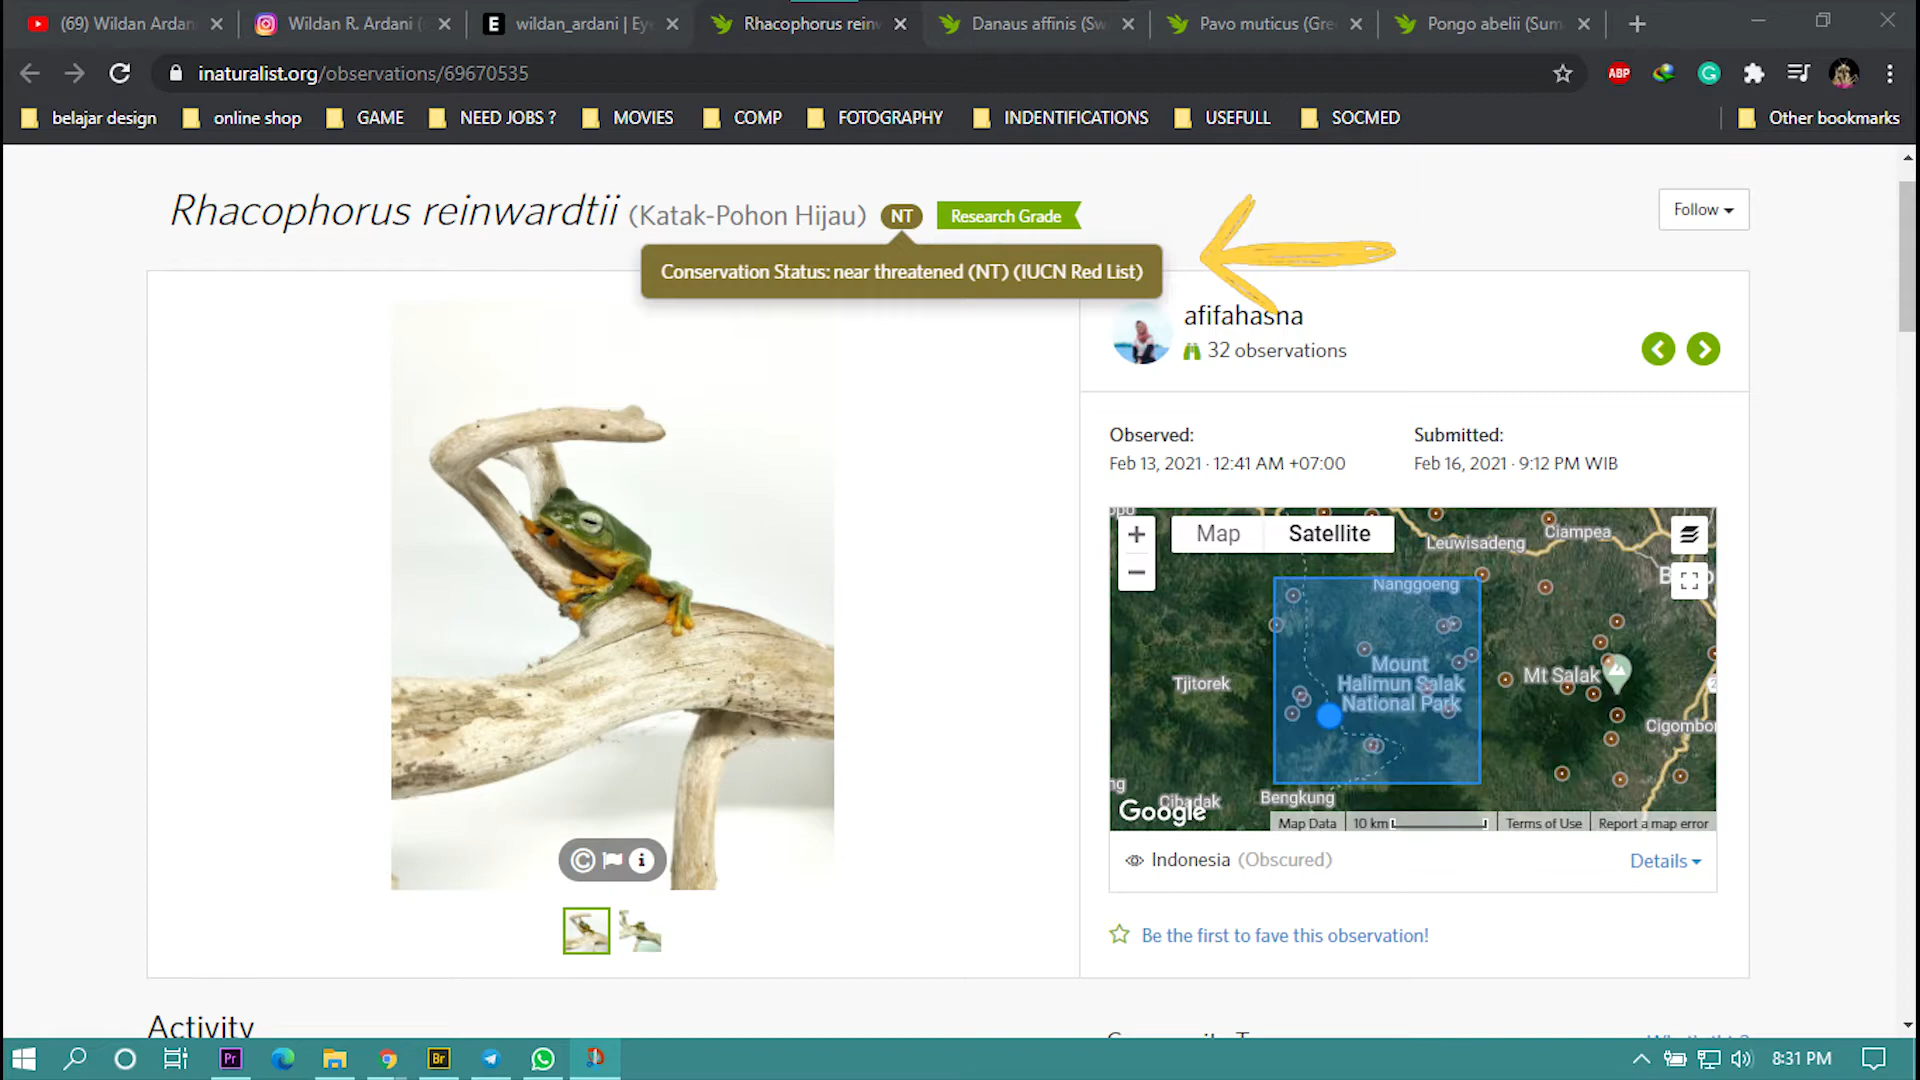 (69) Wildan Ardan
Wildan R. Ardani (
wildan_ardani | Ey
Rhacophorus reinw
Danaus affinis (Sw
Pavo muticus (Gre
Pongo abelii (Sum
inaturalist.org/observations/69670535
ABP
belajar design
online shop
GAME
NEED JOBS ?
MOVIES
COMP
FOTOGRAPHY
INDENTIFICATIONS
USEFULL
SOCMED
Other bookmarks
Rhacophorus reinwardtii (Katak-Pohon Hijau) NT Research Grade
Follow
Conservation Status: near threatened (NT) (IUCN Red List)
afifahasna
32 observations
Observed:
Feb 13, 2021 · 12:41 AM +07:00
Submitted:
Feb 16, 2021 · 9:12 PM WIB
Map
Satellite
Leuwisadeng
Ciampea
Nanggoeng
Tjitorek
Mount
Halimun Salak
National Park
Mt Salak
Cigombon
Cibadak
Bengkung
Google
Map Data
10 km
Terms of Use
Report a map error
Indonesia (Obscured)
Details
Be the first to fave this observation!
Activity
Pr
Br
8:31 PM